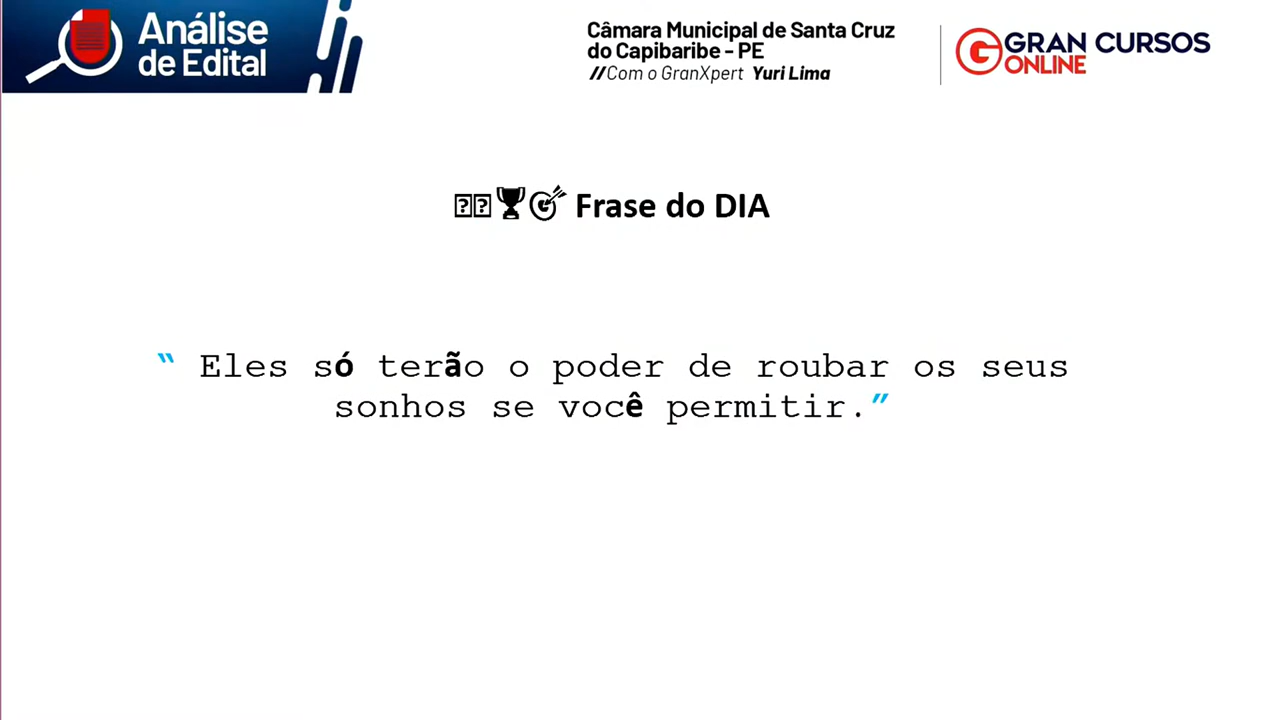 Análise
de Edital
Câmara Municipal de Santa Cruz
do Capibaribe - PE
//Com o GranXpert Yuri Lima
GRAN CURSOS
ONLINE
Frase do DIA
“ Eles só terão o poder de roubar os seus
sonhos se você permitir.”